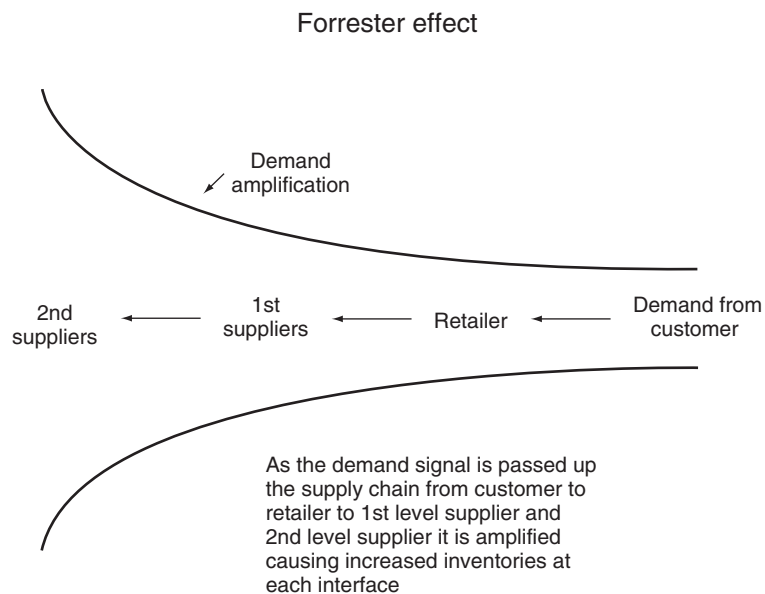 Forrester effect
Demand
amplification
2nd
suppliers
1st
suppliers
Retailer
Demand from
customer
As the demand signal is passed up
the supply chain from customer to
retailer to 1st level supplier and
2nd level supplier it is amplified
causing increased inventories at
each interface